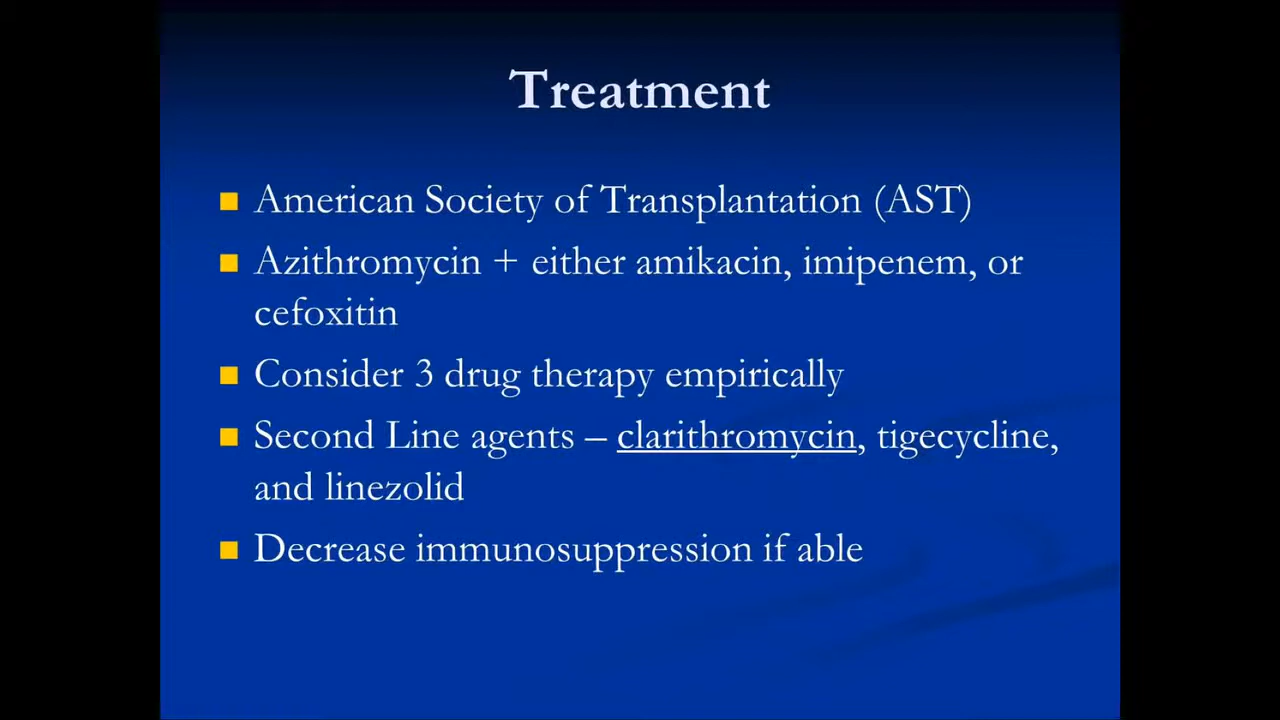 Treatment
American Society of Transplantation (AST)
Azithromycin + either amikacin, imipenem, or
cefoxitin
Consider 3 drug therapy empirically
Second Line agents – clarithromycin, tigecycline,
and linezolid
Decrease immunosuppression if able